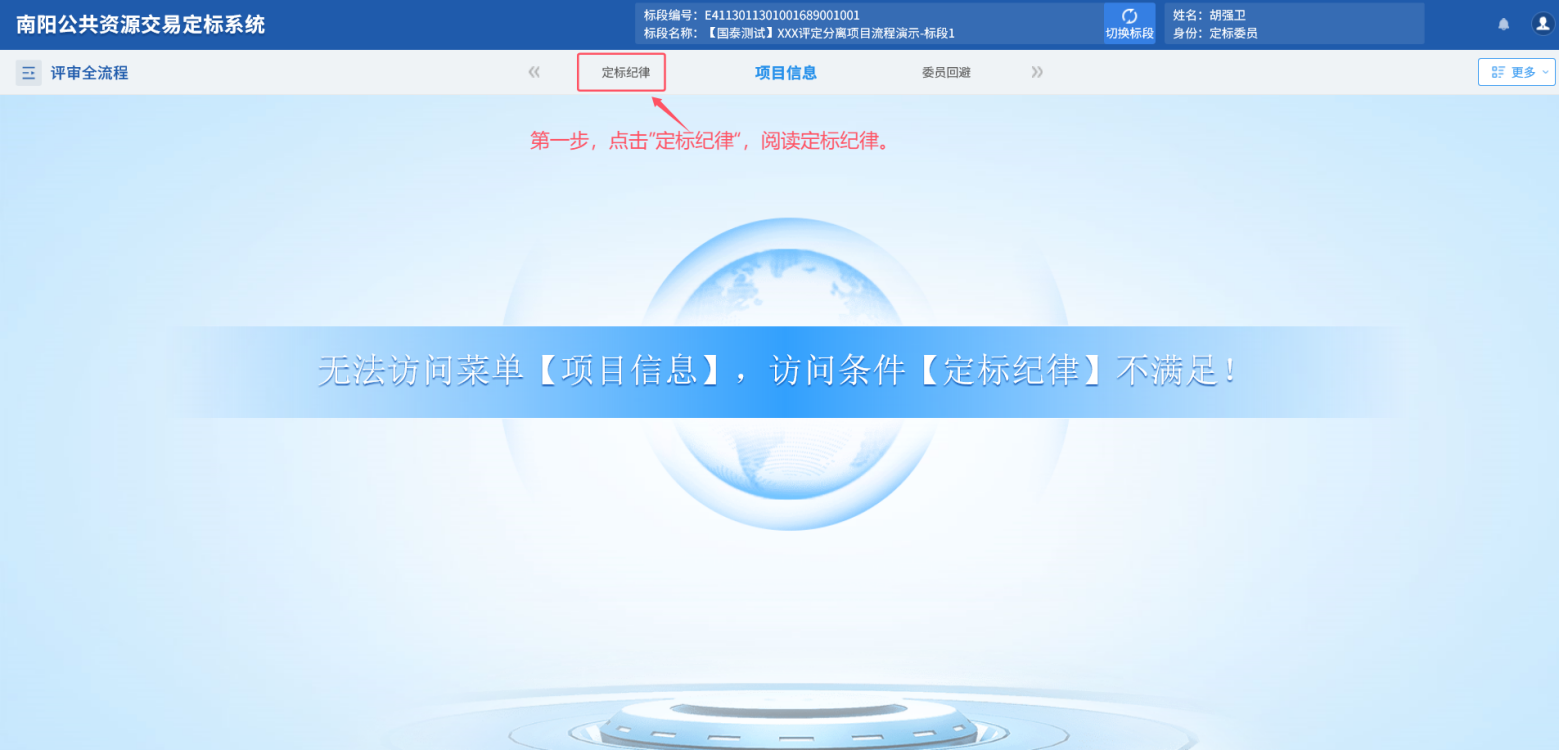 南阳公共资源交易定标系统
标段编号：E4113011301001689001001
标段名称：【国泰测试】XXX评定分离项目流程演示-标段1
切换标段
姓名：胡强卫
身份：定标委员
评审全流程
定标纪律
项目信息
委员回避
更多
第一步，点击"定标纪律"，阅读定标纪律。
无法访问菜单【项目信息】，访问条件【定标纪律】不满足！